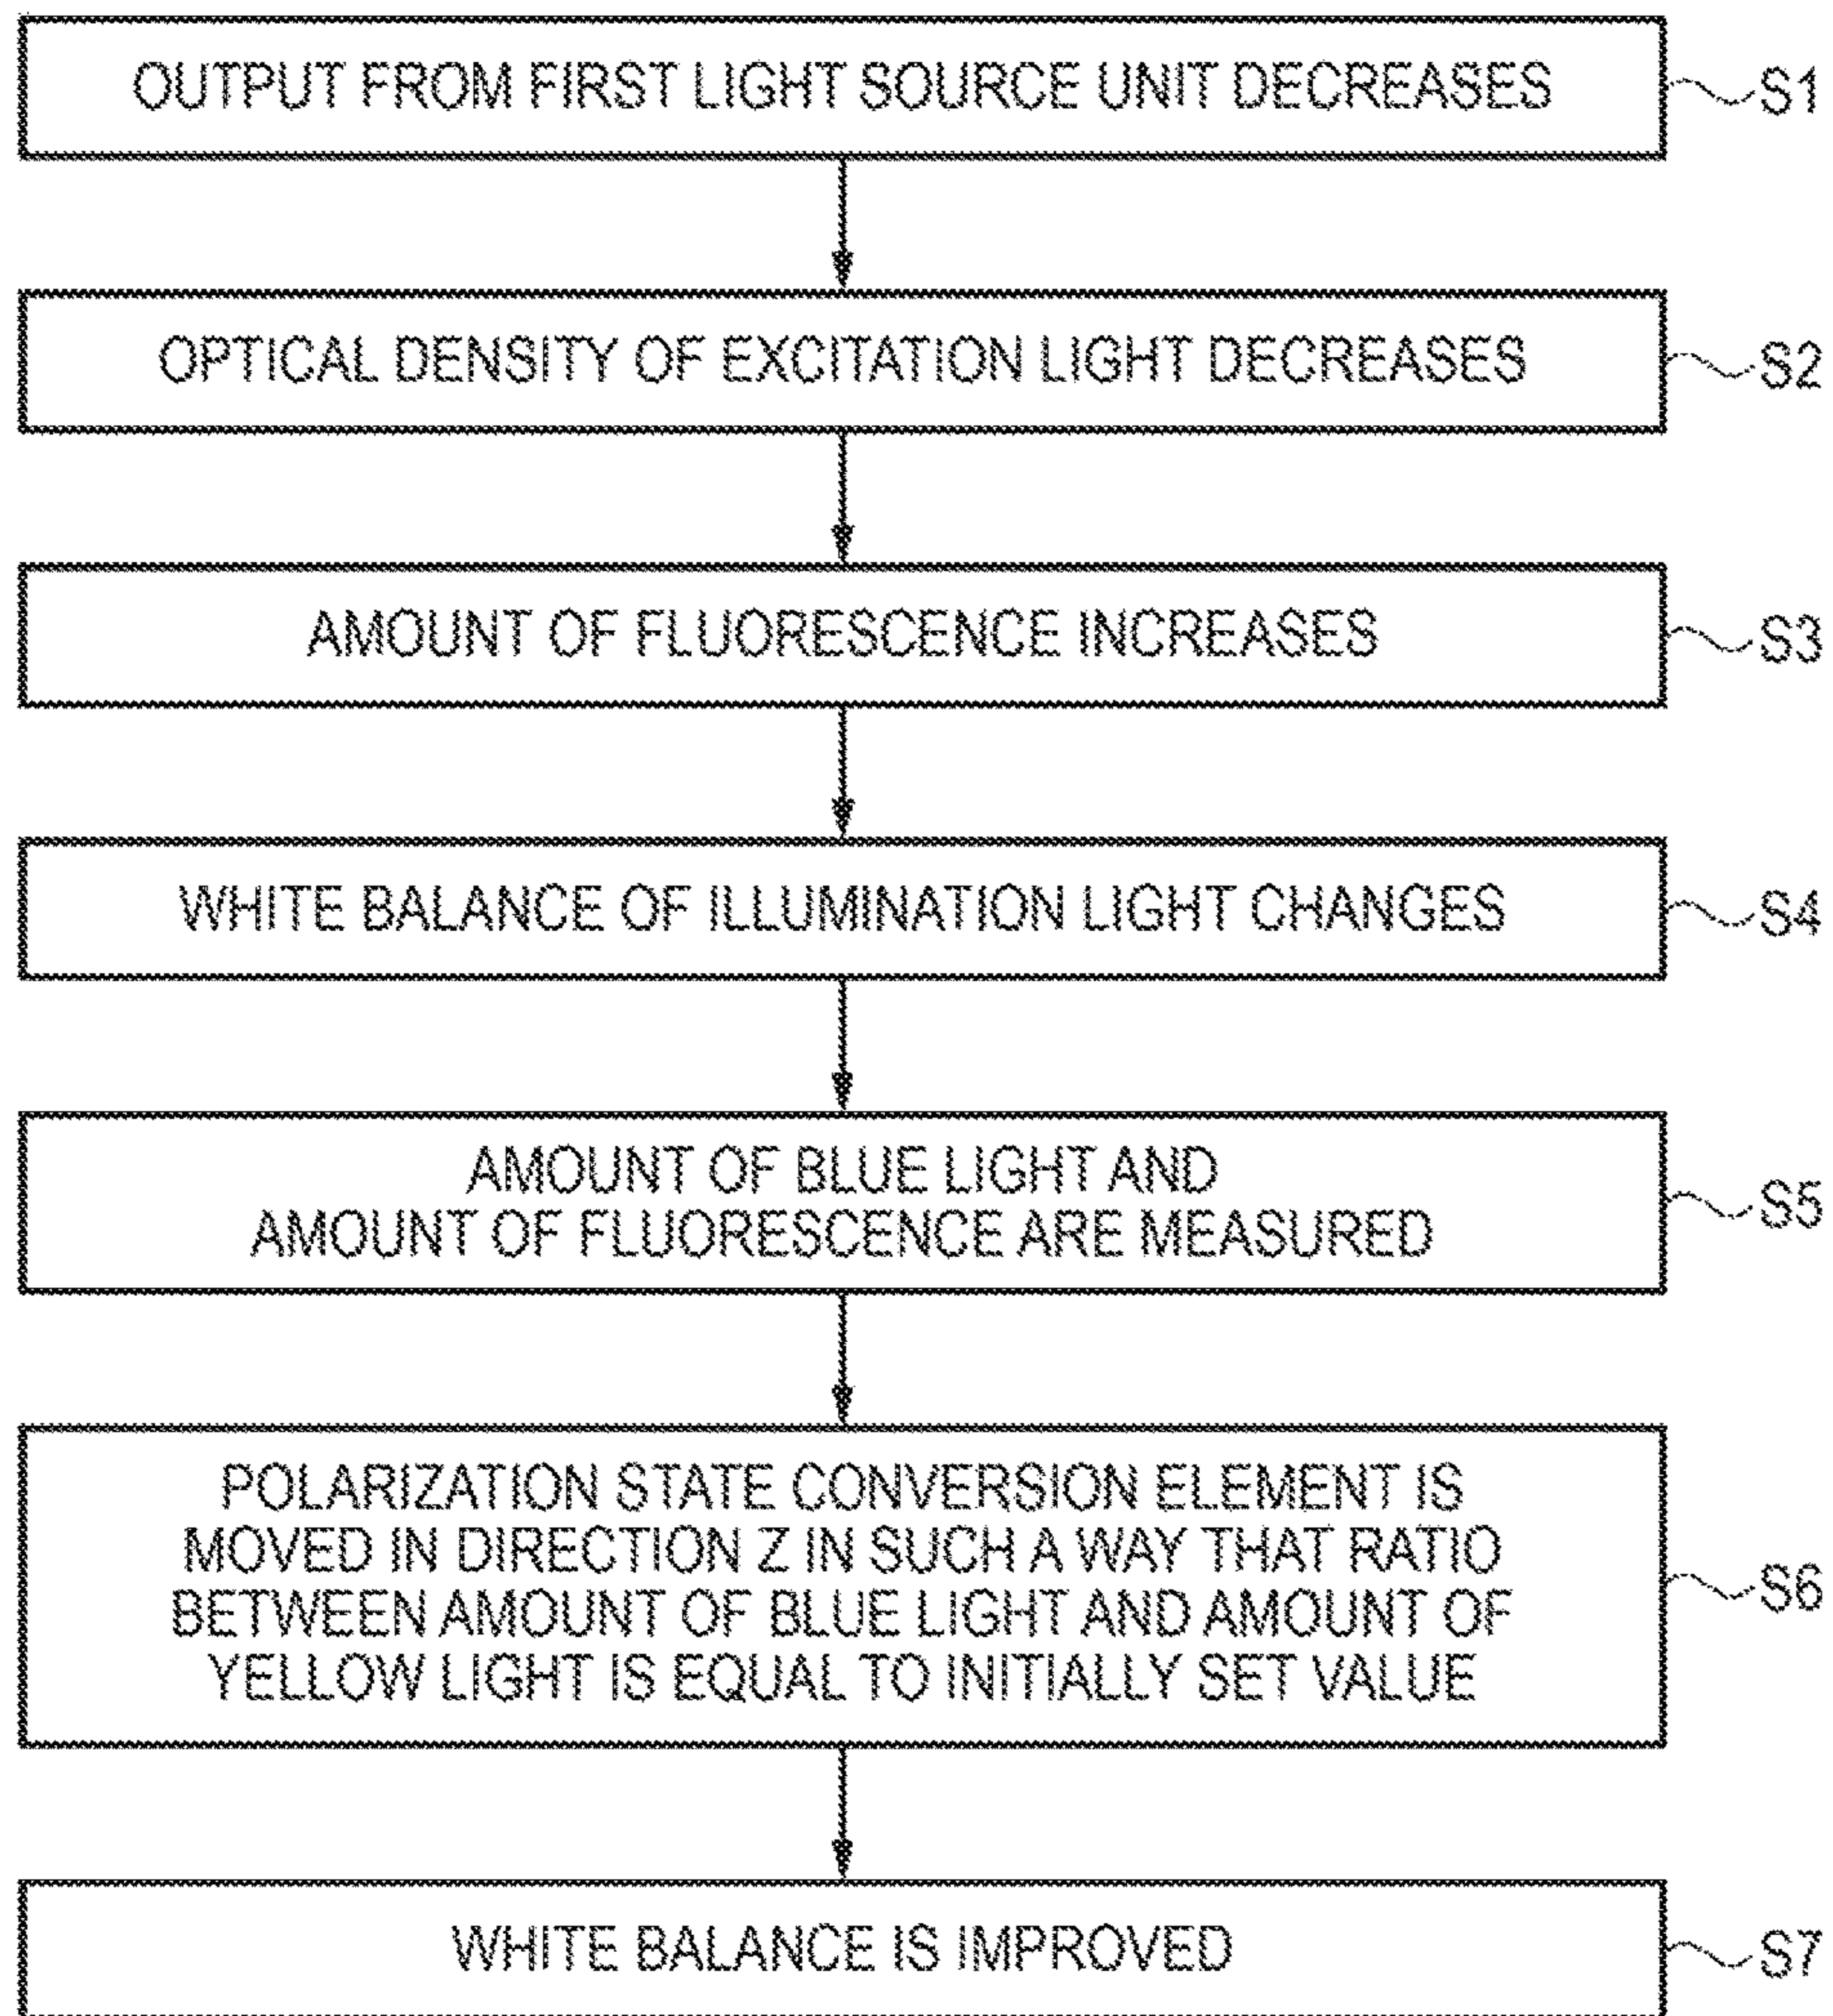 OUTPUT FROM FIRST LIGHT SOURCE UNIT DECREASES
S1
OPTICAL DENSITY OF EXCITATION LIGHT DECREASES
S2
AMOUNT OF FLUORESCENCE INCREASES
S3
WHITE BALANCE OF ILLUMINATION LIGHT CHANGES
S4
AMOUNT OF BLUE LIGHT AND
AMOUNT OF FLUORESCENCE ARE MEASURED
S5
POLARIZATION STATE CONVERSION ELEMENT IS
MOVED IN DIRECTION Z IN SUCH A WAY THAT RATIO
BETWEEN AMOUNT OF BLUE LIGHT AND AMOUNT OF
YELLOW LIGHT IS EQUAL TO INITIALLY SET VALUE
S6
WHITE BALANCE IS IMPROVED
S7